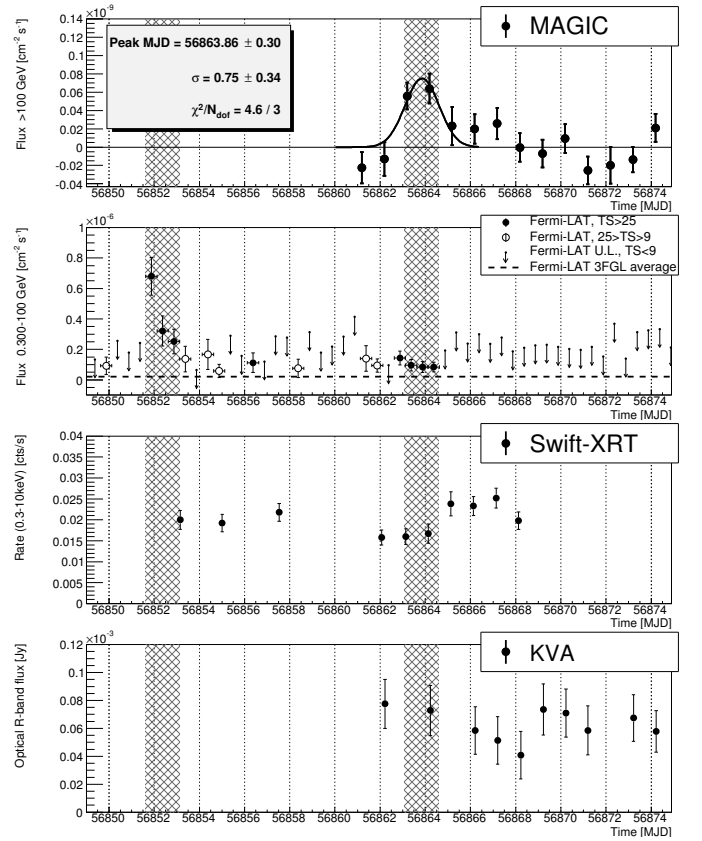 ×10⁻⁹
MAGIC
Flux >100 GeV [cm⁻² s⁻¹]
0.14
0.12
0.1
0.08
0.06
0.04
0.02
0
-0.02
-0.04
Peak MJD = 56863.86 ± 0.30
σ = 0.75 ± 0.34
χ²/N_dof = 4.6 / 3
56850 56852 56854 56856 56858 56860 56862 56864 56866 56868 56870 56872 56874
Time [MJD]
×10⁻⁶
Flux 0.300-100 GeV [cm⁻² s⁻¹]
1
0.8
0.6
0.4
0.2
0
Fermi-LAT, TS>25
Fermi-LAT, 25>TS>9
Fermi-LAT U.L., TS<9
Fermi-LAT 3FGL average
56850 56852 56854 56856 56858 56860 56862 56864 56866 56868 56870 56872 56874
Time [MJD]
Swift-XRT
Rate (0.3-10keV) [cts/s]
0.04
0.035
0.03
0.025
0.02
0.015
0.01
0.005
0
56850 56852 56854 56856 56858 56860 56862 56864 56866 56868 56870 56872 56874
Time [MJD]
×10⁻³
KVA
Optical R-band flux [Jy]
0.12
0.1
0.08
0.06
0.04
0.02
0
56850 56852 56854 56856 56858 56860 56862 56864 56866 56868 56870 56872 56874
Time [MJD]